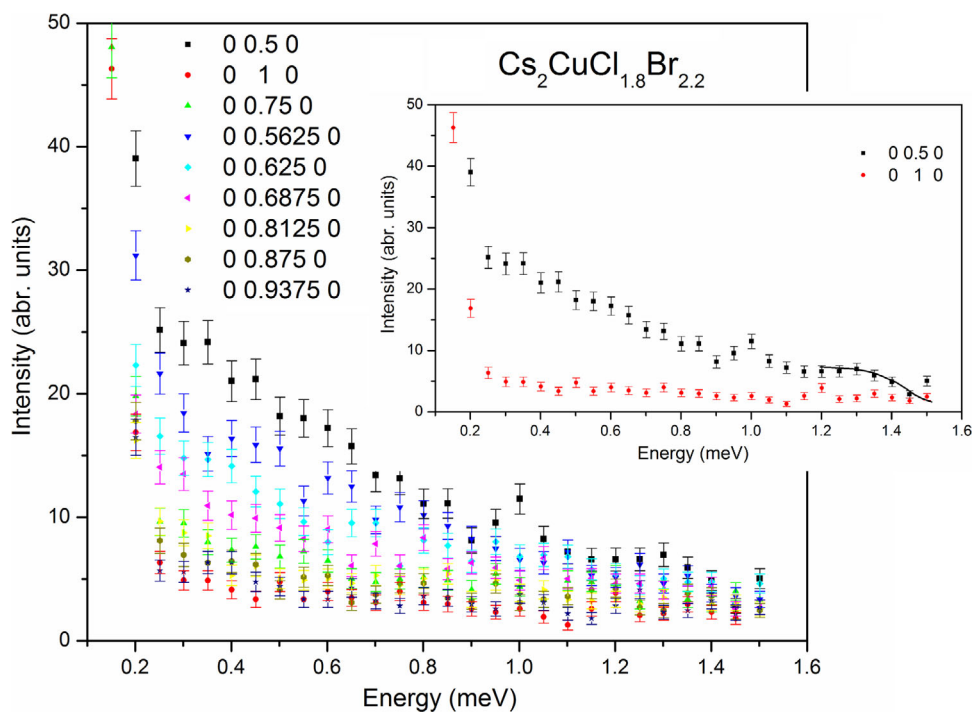 Cs2CuCl1.8Br2.2
50
40
30
20
10
0
Intensity (abr. units)
0 0.5 0
0 1 0
0 0.75 0
0 0.5625 0
0 0.625 0
0 0.6875 0
0 0.8125 0
0 0.875 0
0 0.9375 0
0.2 0.4 0.6 0.8 1.0 1.2 1.4 1.6
Energy (meV)
50
40
30
20
10
0
Intensity (abr. units)
0 0.5 0
0 1 0
0.2 0.4 0.6 0.8 1.0 1.2 1.4 1.6
Energy (meV)